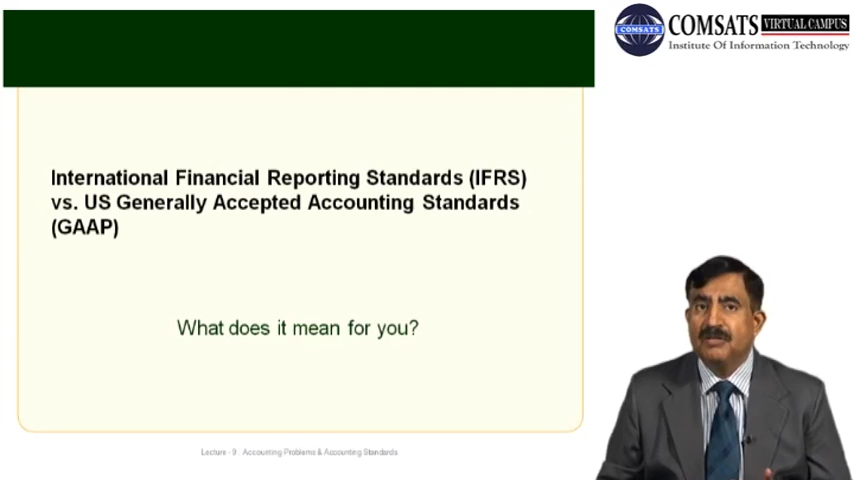 COMSATS
COMSATS VIRTUAL CAMPUS
Institute Of Information Technology
International Financial Reporting Standards (IFRS)
vs. US Generally Accepted Accounting Standards
(GAAP)
What does it mean for you?
Lecture - 9 : Accounting Problems & Accounting Standards